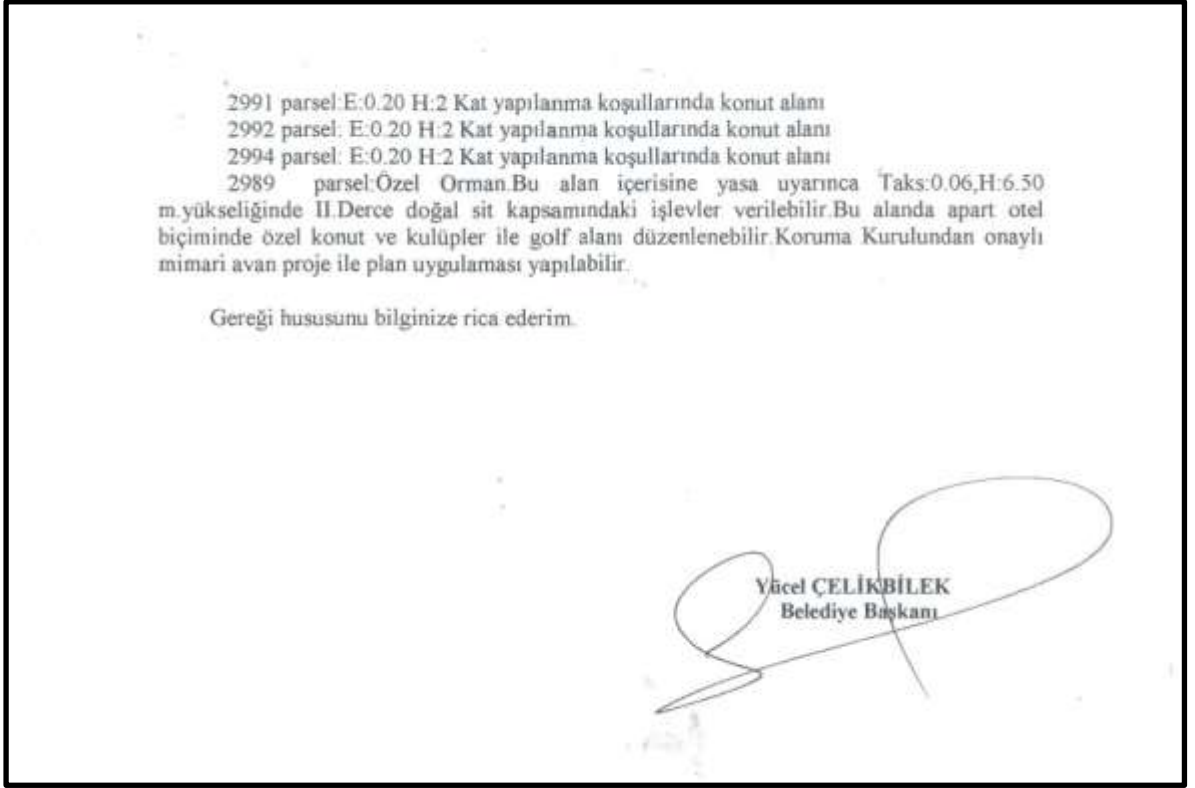 2991 parsel:E:0.20 H:2 Kat yapılanma koşullarında konut alanı
2992 parsel: E:0.20 H:2 Kat yapılanma koşullarında konut alanı
2994 parsel: E:0.20 H:2 Kat yapılanma koşullarında konut alanı
2989 parsel:Özel Orman.Bu alan içerisine yasa uyarınca Taks:0.06,H:6.50
m.yükseliğinde II.Derce doğal sit kapsamındaki işlevler verilebilir.Bu alanda apart otel
biçiminde özel konut ve kulüpler ile golf alanı düzenlenebilir.Koruma Kurulundan onaylı
mimari avan proje ile plan uygulaması yapılabilir.
Gereği hususunu bilginize rica ederim.
Yücel ÇELİKBİLEK
Belediye Başkanı